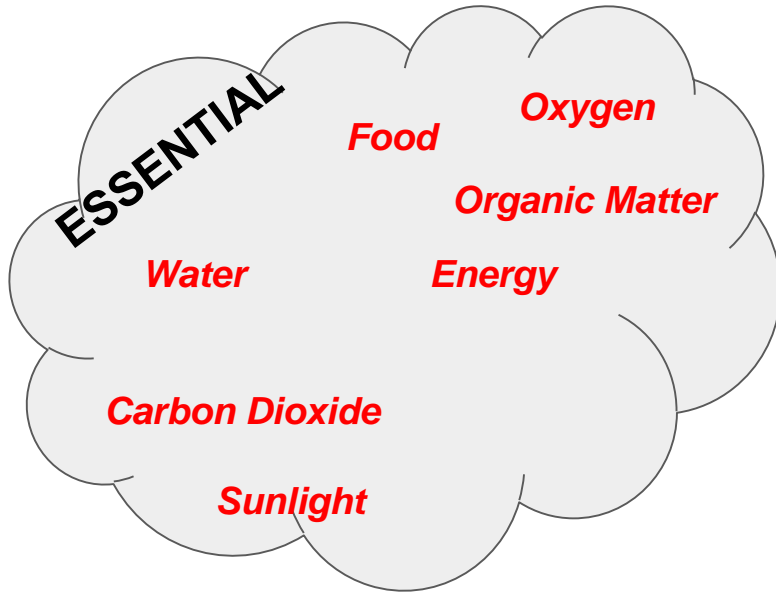 ESSENTIAL
Oxygen
Food
Organic Matter
Water
Energy
Carbon Dioxide
Sunlight